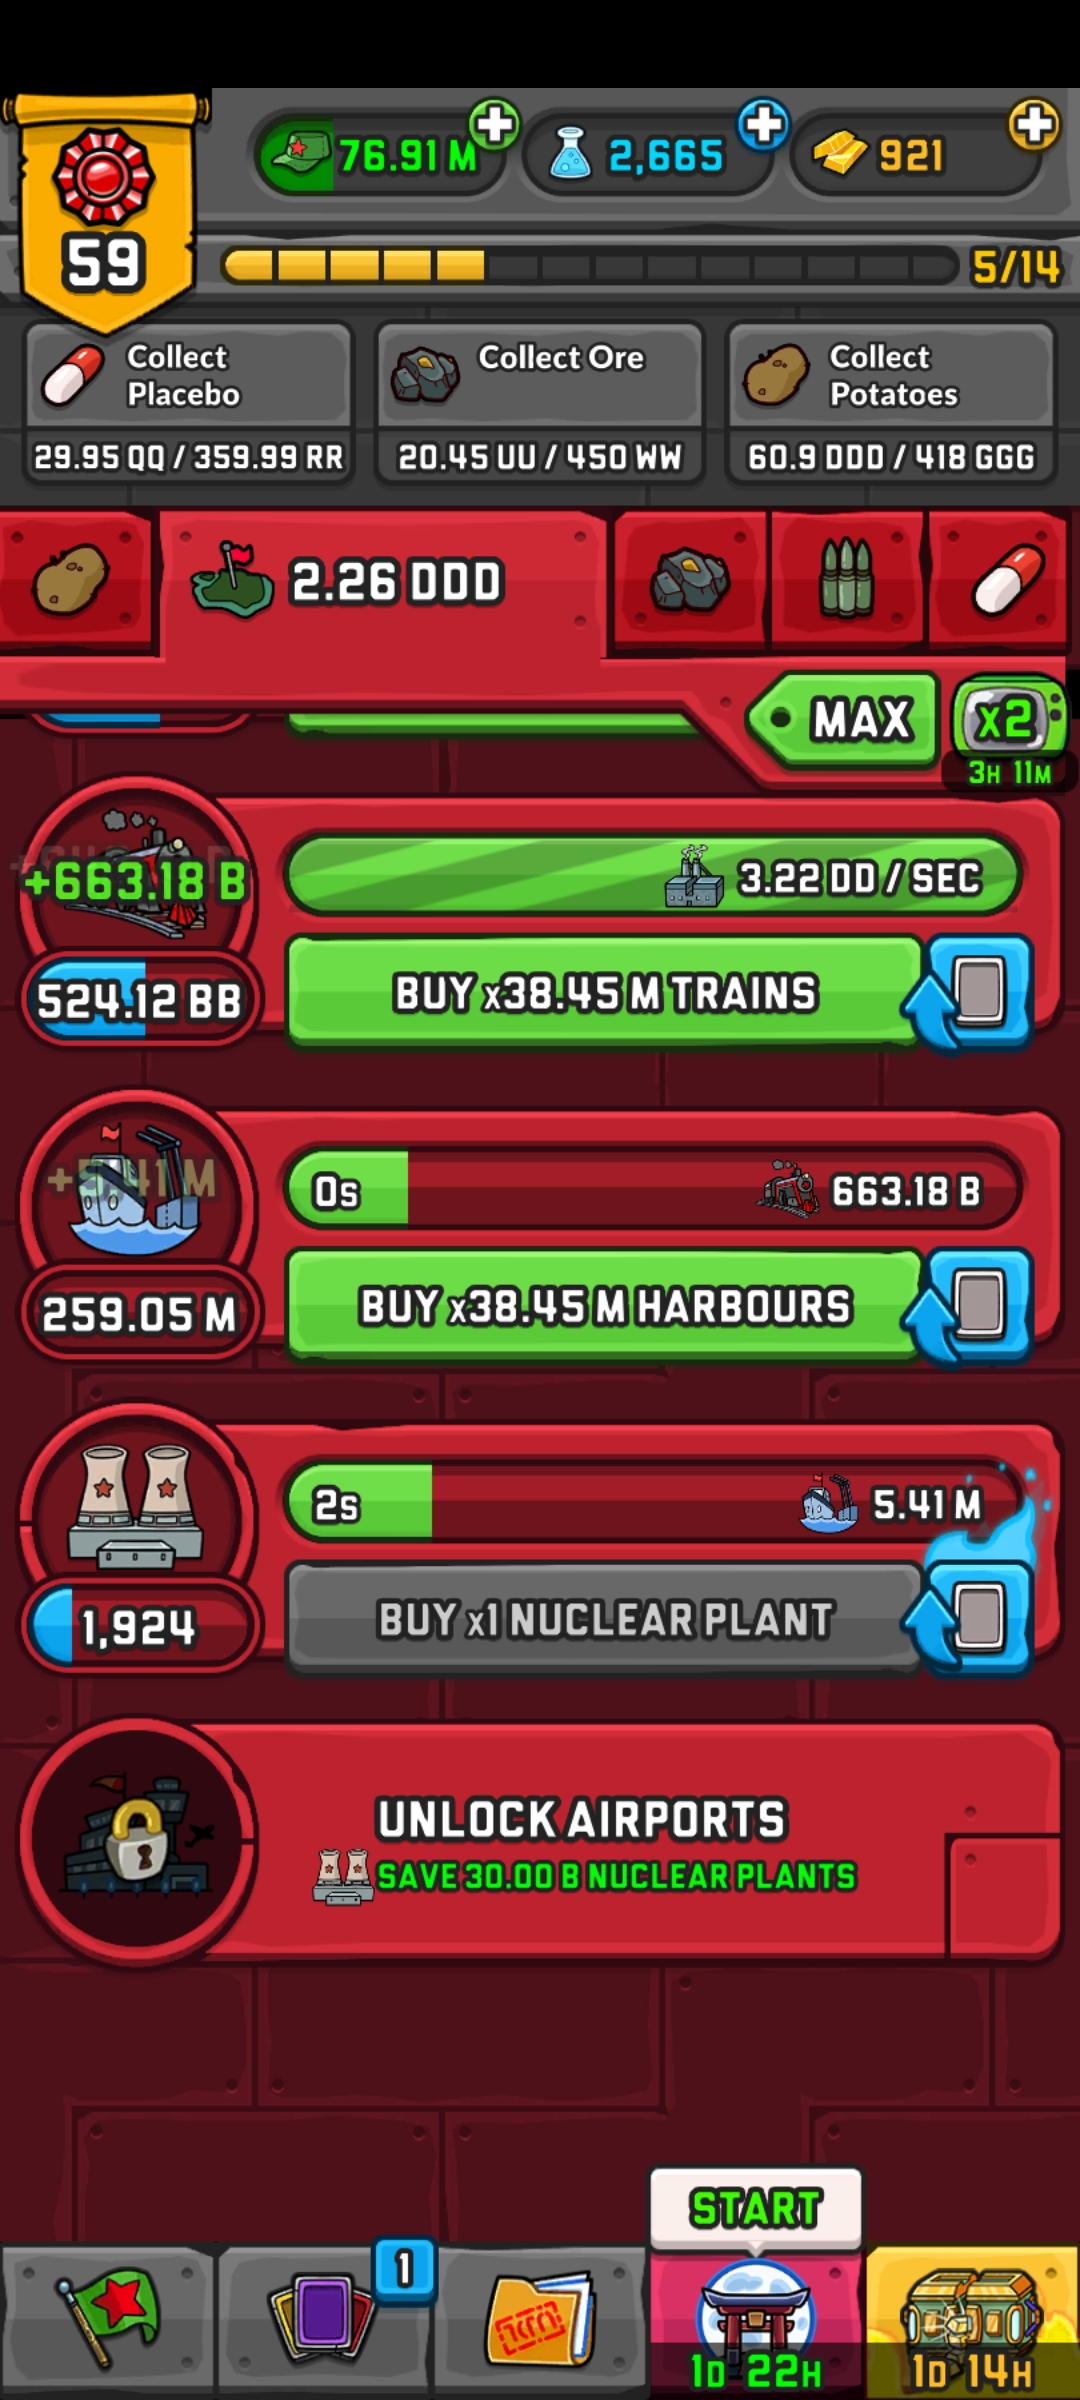 59
76.91 M
2,665
921
5/14
Collect Placebo
29.95 QQ / 359.99 RR
Collect Ore
20.45 UU / 450 WW
Collect Potatoes
60.9 DDD / 418 GGG
2.26 DDD
MAX
x2
3H 11M
+663.18 B
3.22 DD / SEC
524.12 BB
BUY x38.45 M TRAINS
+5.41 M
0s
663.18 B
259.05 M
BUY x38.45 M HARBOURS
2s
5.41 M
1,924
BUY x1 NUCLEAR PLANT
UNLOCK AIRPORTS
SAVE 30.00 B NUCLEAR PLANTS
START
1
1D 22H
1D 14H